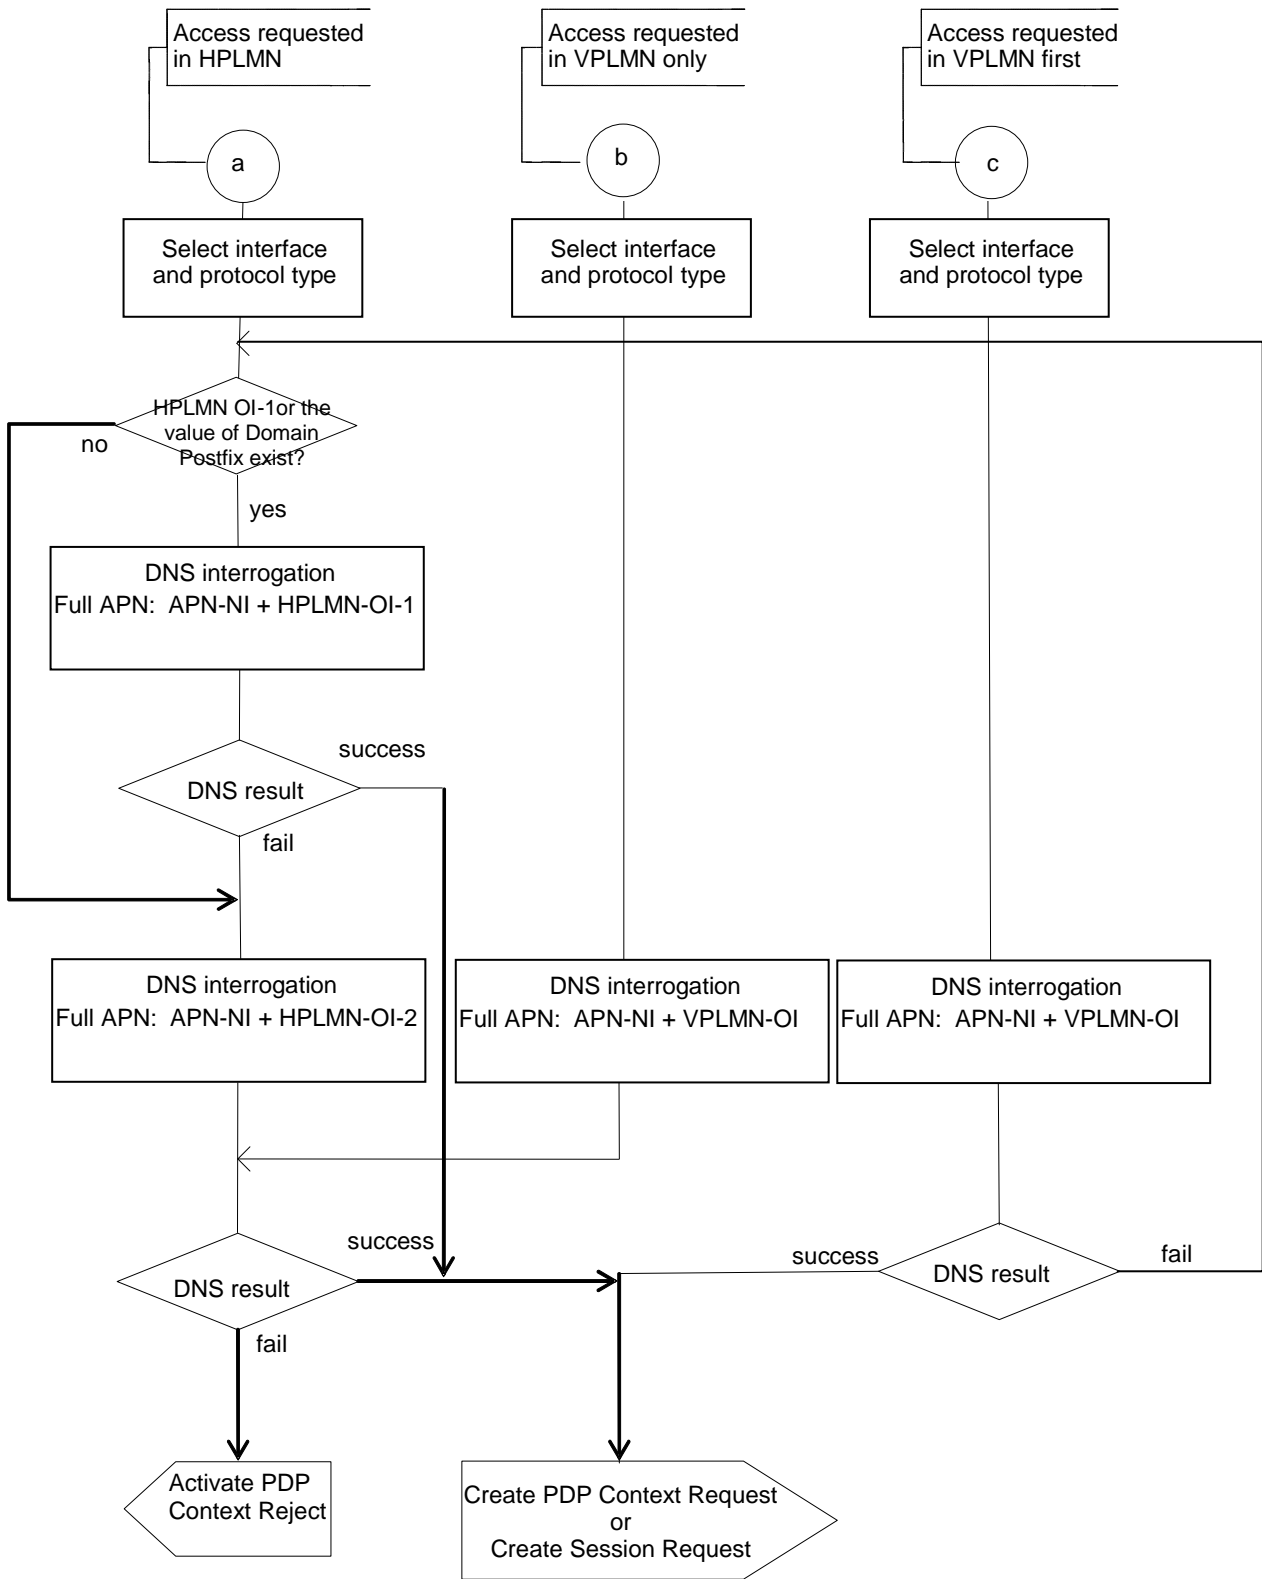 Access requested
in HPLMN
Access requested
in VPLMN only
Access requested
in VPLMN first
a
b
c
Select interface
and protocol type
Select interface
and protocol type
Select interface
and protocol type
HPLMN OI-1or the
value of Domain
Postfix exist?
no
yes
DNS interrogation
Full APN: APN-NI + HPLMN-OI-1
success
DNS result
fail
DNS interrogation
Full APN: APN-NI + HPLMN-OI-2
DNS interrogation
Full APN: APN-NI + VPLMN-OI
DNS interrogation
Full APN: APN-NI + VPLMN-OI
success
DNS result
fail
success
DNS result
fail
Activate PDP
Context Reject
Create PDP Context Request
or
Create Session Request